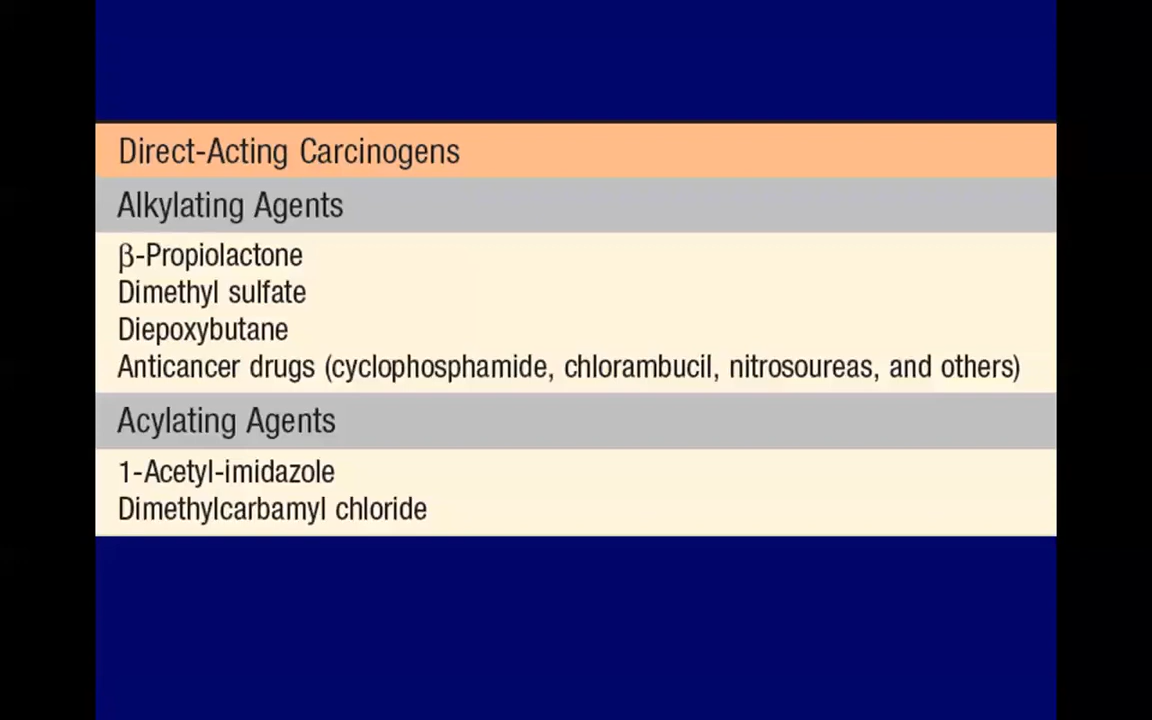 Direct-Acting Carcinogens
Alkylating Agents
β-Propiolactone
Dimethyl sulfate
Diepoxybutane
Anticancer drugs (cyclophosphamide, chlorambucil, nitrosoureas, and others)
Acylating Agents
1-Acetyl-imidazole
Dimethylcarbamyl chloride